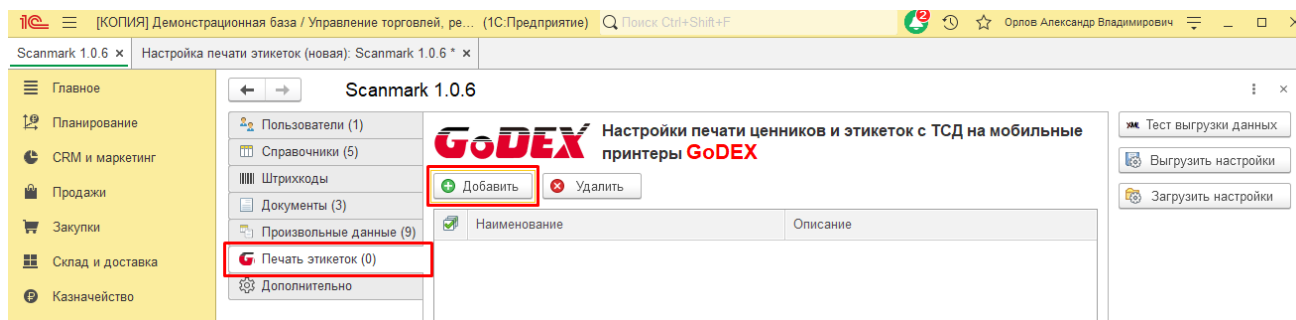 1С [КОПИЯ] Демонстрационная база / Управление торговлей, ре... (1С:Предприятие) Поиск Ctrl+Shift+F 2 Орлов Александр Владимирович
Scanmark 1.0.6 × Настройка печати этикеток (новая): Scanmark 1.0.6 * ×
Главное
Планирование
CRM и маркетинг
Продажи
Закупки
Склад и доставка
Казначейство
Scanmark 1.0.6
Пользователи (1)
Справочники (5)
Штрихкоды
Документы (3)
Произвольные данные (9)
Печать этикеток (0)
Дополнительно
GODEX Настройки печати ценников и этикеток с ТСД на мобильные
принтеры GoDEX
Добавить Удалить
Наименование Описание
XML Тест выгрузки данных
Выгрузить настройки
Загрузить настройки